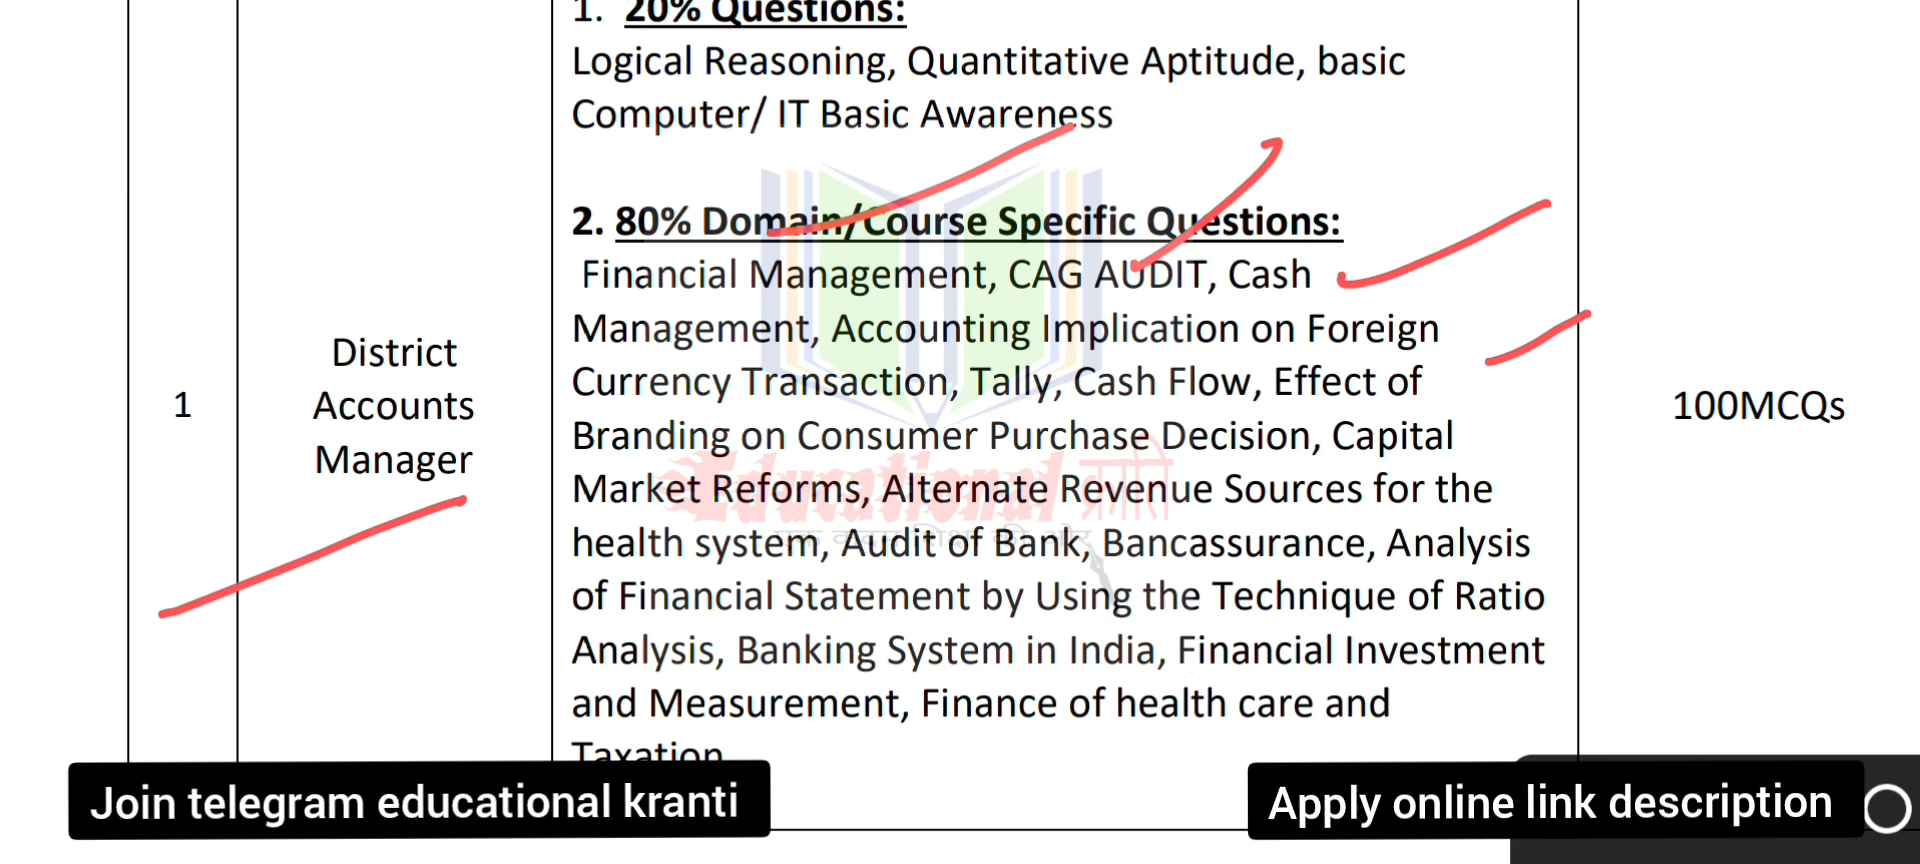 1. 20% Questions:
Logical Reasoning, Quantitative Aptitude, basic
Computer/ IT Basic Awareness
2. 80% Domain/Course Specific Questions:
Financial Management, CAG AUDIT, Cash
Management, Accounting Implication on Foreign
Currency Transaction, Tally, Cash Flow, Effect of
Branding on Consumer Purchase Decision, Capital
Market Reforms, Alternate Revenue Sources for the
health system, Audit of Bank, Bancassurance, Analysis
of Financial Statement by Using the Technique of Ratio
Analysis, Banking System in India, Financial Investment
and Measurement, Finance of health care and
Taxation
1
District
Accounts
Manager
100MCQs
Educational क्रांति
Join telegram educational kranti
Apply online link description